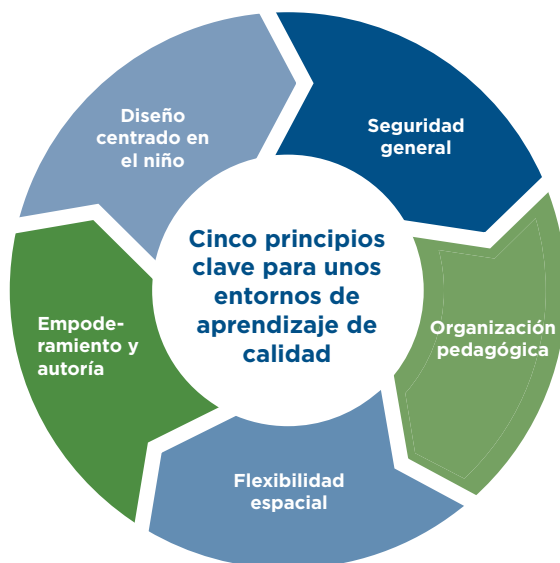 Cinco principios
clave para unos
entornos de
aprendizaje de
calidad
Seguridad
general
Organización
pedagógica
Flexibilidad
espacial
Empode-
ramiento y
autoría
Diseño
centrado en
el niño